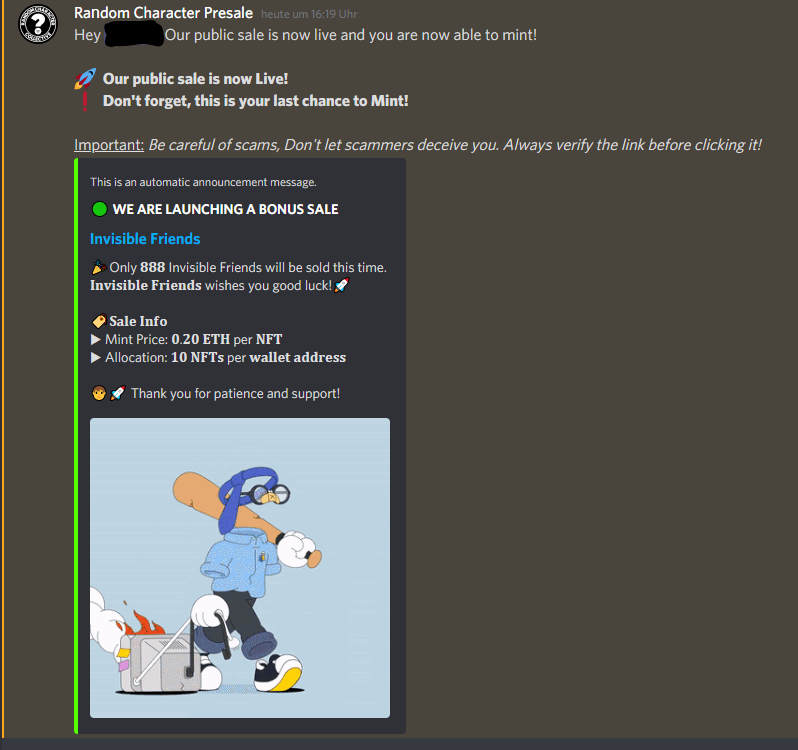 Random Character Presale heute um 16:19 Uhr
Hey Our public sale is now live and you are now able to mint!
Our public sale is now Live!
Don't forget, this is your last chance to Mint!
Important: Be careful of scams, Don't let scammers deceive you. Always verify the link before clicking it!
This is an automatic announcement message.
WE ARE LAUNCHING A BONUS SALE
Invisible Friends
Only 888 Invisible Friends will be sold this time.
Invisible Friends wishes you good luck!
Sale Info
▶ Mint Price: 0.20 ETH per NFT
▶ Allocation: 10 NFTs per wallet address
Thank you for patience and support!